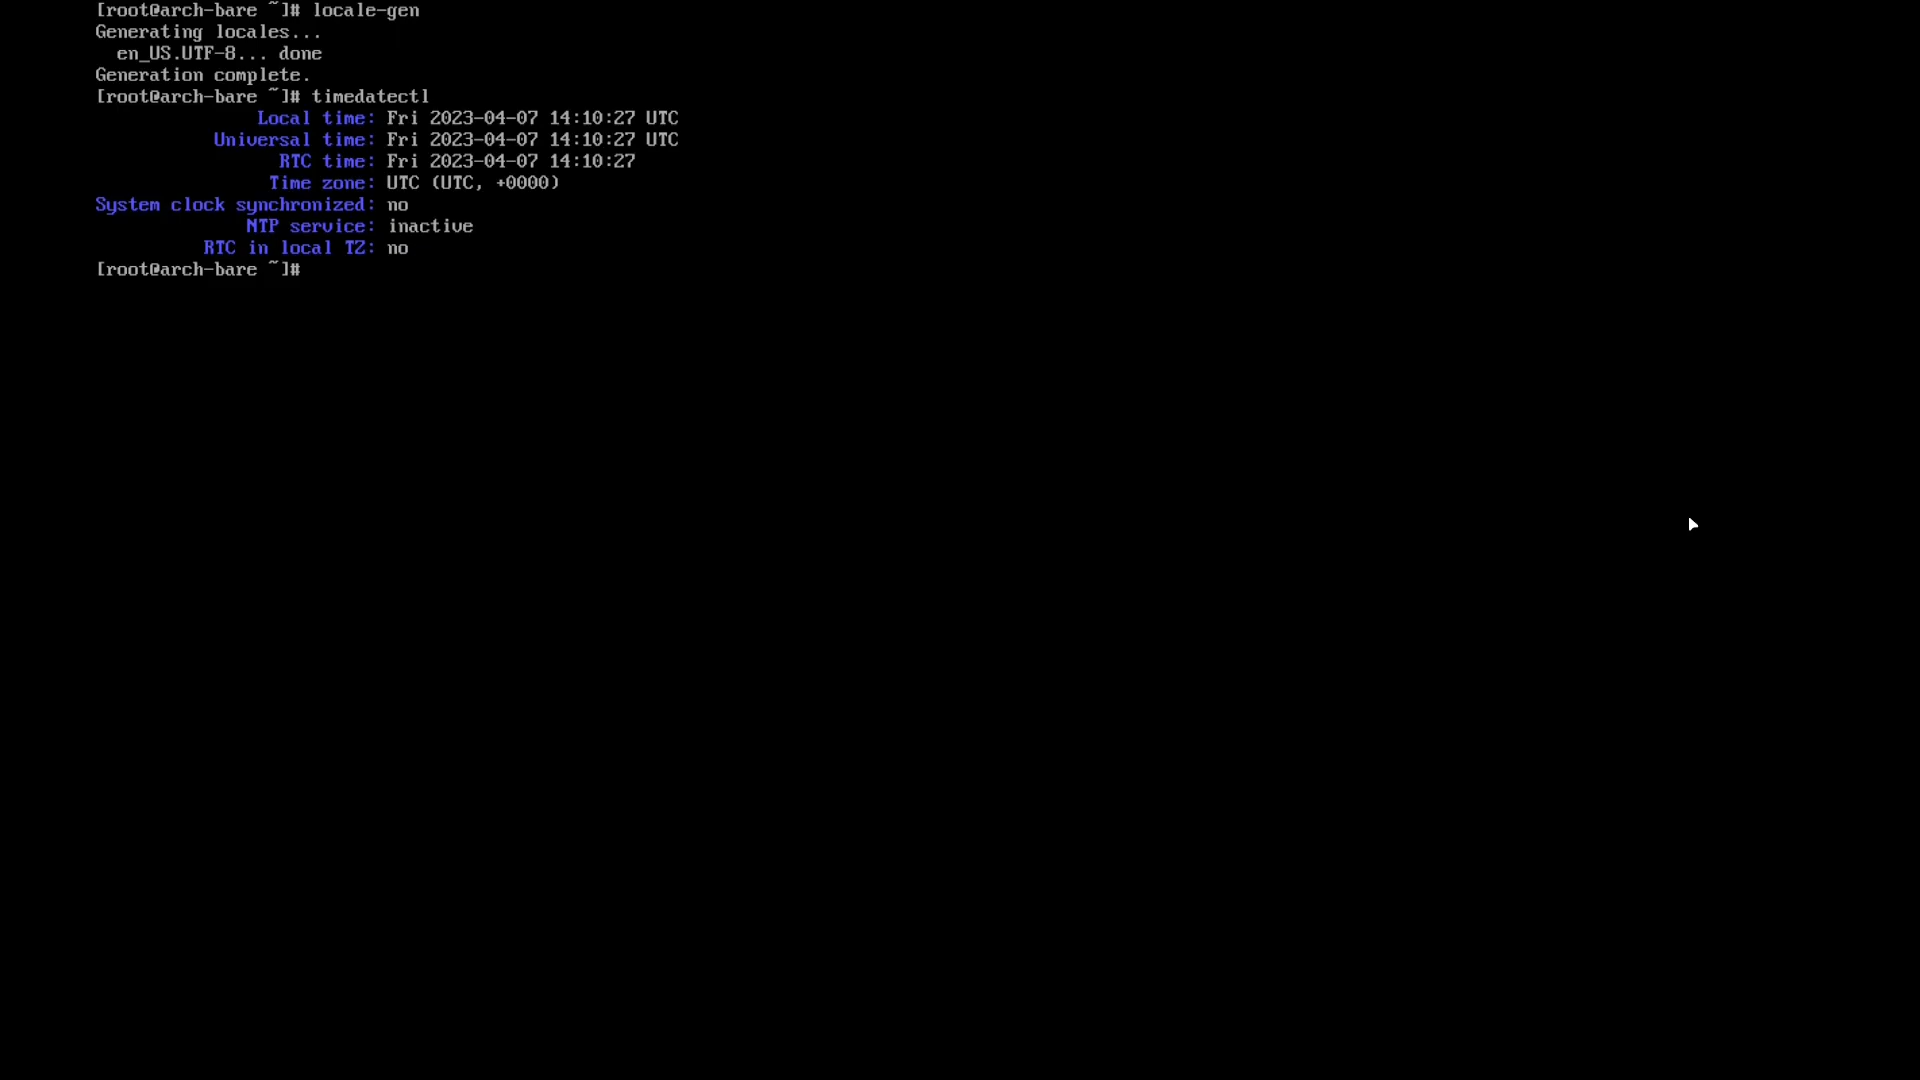 [root@arch-bare ~]# locale-gen
Generating locales...
  en_US.UTF-8... done
Generation complete.
[root@arch-bare ~]# timedatectl
               Local time: Fri 2023-04-07 14:10:27 UTC
           Universal time: Fri 2023-04-07 14:10:27 UTC
                 RTC time: Fri 2023-04-07 14:10:27
                Time zone: UTC (UTC, +0000)
System clock synchronized: no
              NTP service: inactive
          RTC in local TZ: no
[root@arch-bare ~]#